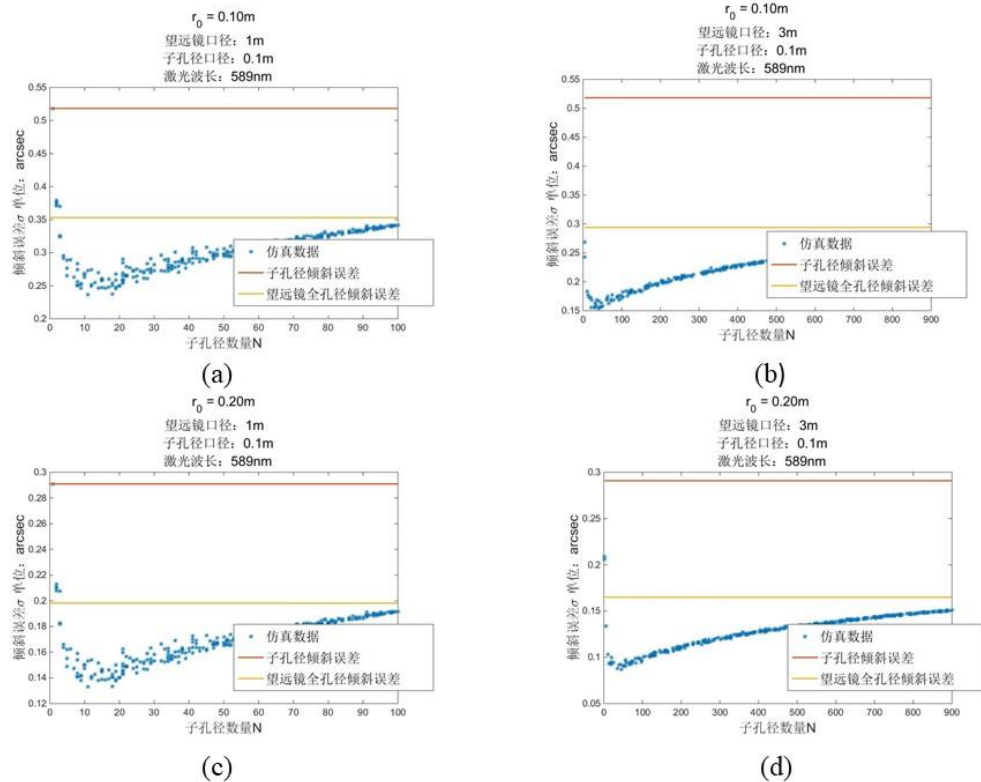 r0 = 0.10m
望远镜口径：1m
子孔径口径：0.1m
激光波长：589nm
倾斜误差σ 单位：arcsec
0.55
0.5
0.45
0.4
0.35
0.3
0.25
0.2
仿真数据
子孔径倾斜误差
望远镜全孔径倾斜误差
0 10 20 30 40 50 60 70 80 90 100
子孔径数量N
(a)
r0 = 0.10m
望远镜口径：3m
子孔径口径：0.1m
激光波长：589nm
倾斜误差σ 单位：arcsec
0.55
0.5
0.45
0.4
0.35
0.3
0.25
0.2
0.15
仿真数据
子孔径倾斜误差
望远镜全孔径倾斜误差
0 100 200 300 400 500 600 700 800 900
子孔径数量N
(b)
r0 = 0.20m
望远镜口径：1m
子孔径口径：0.1m
激光波长：589nm
倾斜误差σ 单位：arcsec
0.3
0.28
0.26
0.24
0.22
0.2
0.18
0.16
0.14
0.12
仿真数据
子孔径倾斜误差
望远镜全孔径倾斜误差
0 10 20 30 40 50 60 70 80 90 100
子孔径数量N
(c)
r0 = 0.20m
望远镜口径：3m
子孔径口径：0.1m
激光波长：589nm
倾斜误差σ 单位：arcsec
0.3
0.25
0.2
0.15
0.1
0.05
仿真数据
子孔径倾斜误差
望远镜全孔径倾斜误差
0 100 200 300 400 500 600 700 800 900
子孔径数量N
(d)